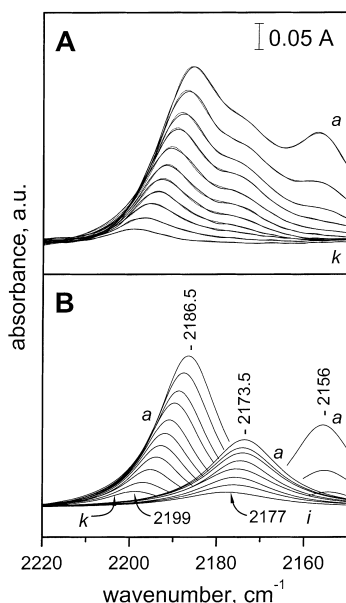 A
0.05 A
a
k
absorbance, a.u.
B
- 2186.5
- 2173.5
- 2156
a
a
a
k
2199
2177
i
2220
2200
2180
2160
wavenumber, cm-1